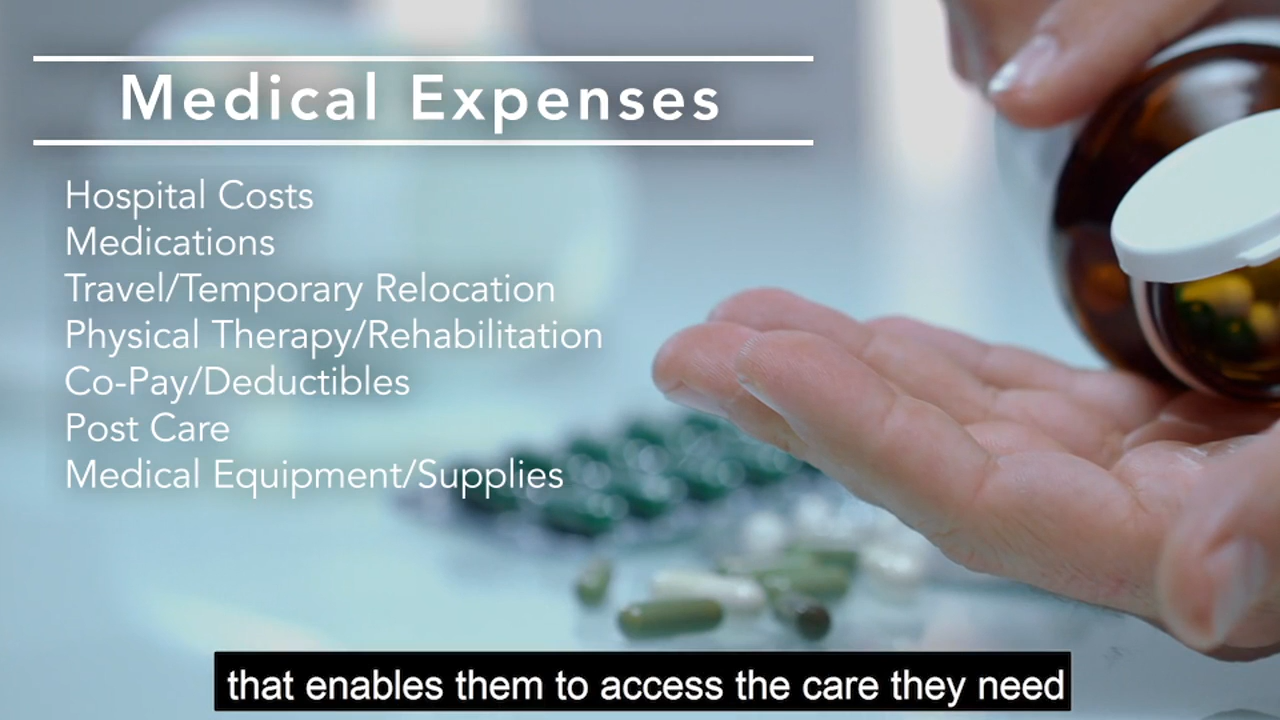 Medical Expenses
Hospital Costs
Medications
Travel/Temporary Relocation
Physical Therapy/Rehabilitation
Co-Pay/Deductibles
Post Care
Medical Equipment/Supplies
that enables them to access the care they need